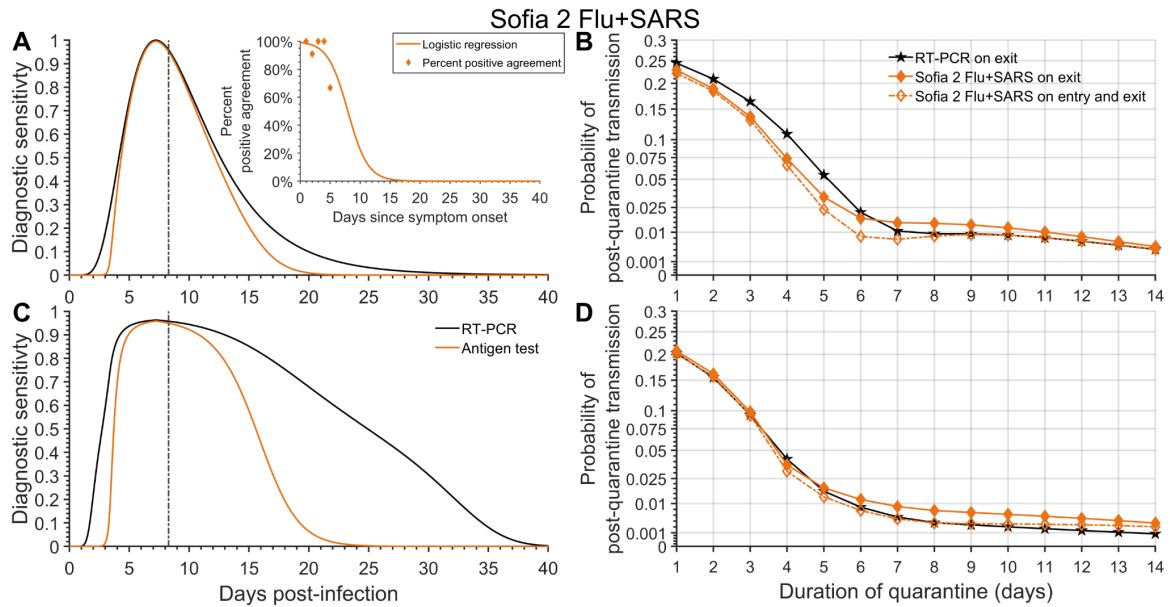 Sofia 2 Flu+SARS
A
Diagnostic sensitivty
1
0.9
0.8
0.7
0.6
0.5
0.4
0.3
0.2
0.1
0
0 5 10 15 20 25 30 35 40
Percent
positive agreement
100%
80%
60%
40%
20%
0%
0 5 10 15 20 25 30 35 40
Days since symptom onset
Logistic regression
Percent positive agreement
B
Probability of
post-quarantine transmission
0.3
0.25
0.2
0.15
0.1
0.075
0.05
0.025
0.01
0.001
0
1 2 3 4 5 6 7 8 9 10 11 12 13 14
RT-PCR on exit
Sofia 2 Flu+SARS on exit
Sofia 2 Flu+SARS on entry and exit
C
Diagnostic sensitivty
1
0.9
0.8
0.7
0.6
0.5
0.4
0.3
0.2
0.1
0
0 5 10 15 20 25 30 35 40
Days post-infection
RT-PCR
Antigen test
D
Probability of
post-quarantine transmission
0.3
0.25
0.2
0.15
0.1
0.075
0.05
0.025
0.01
0.001
0
1 2 3 4 5 6 7 8 9 10 11 12 13 14
Duration of quarantine (days)